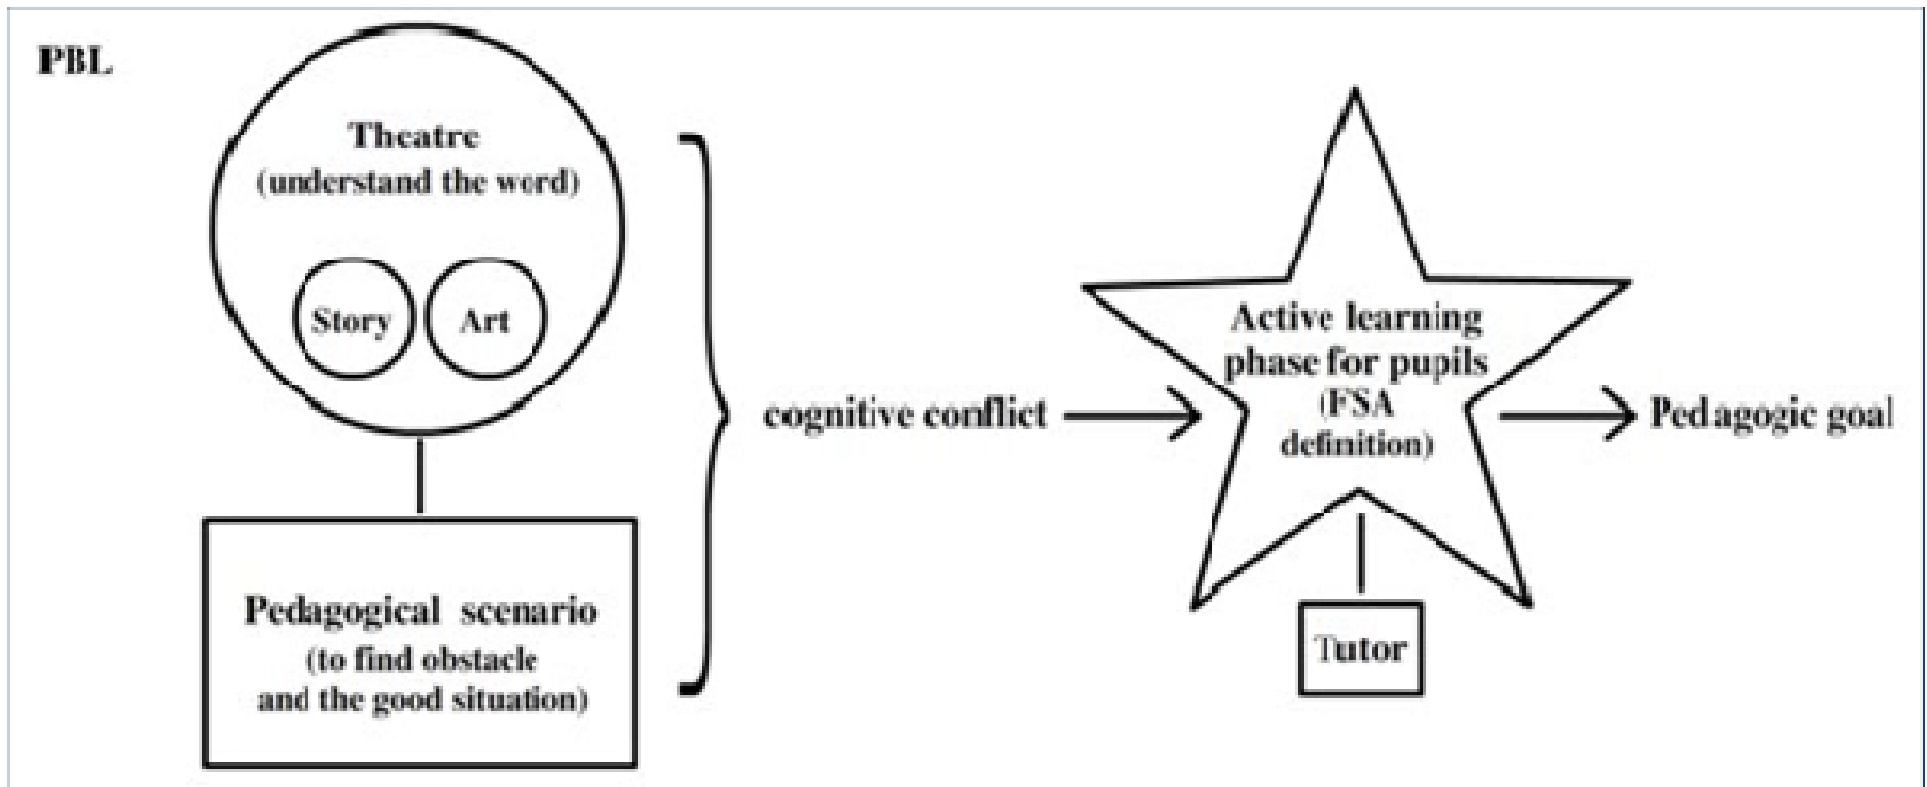 PBL
Theatre
(understand the word)
Story
Art
Pedagogical scenario
(to find obstacle
and the good situation)
cognitive conflict
Active learning
phase for pupils
(FSA
definition)
Tutor
Pedagogic goal